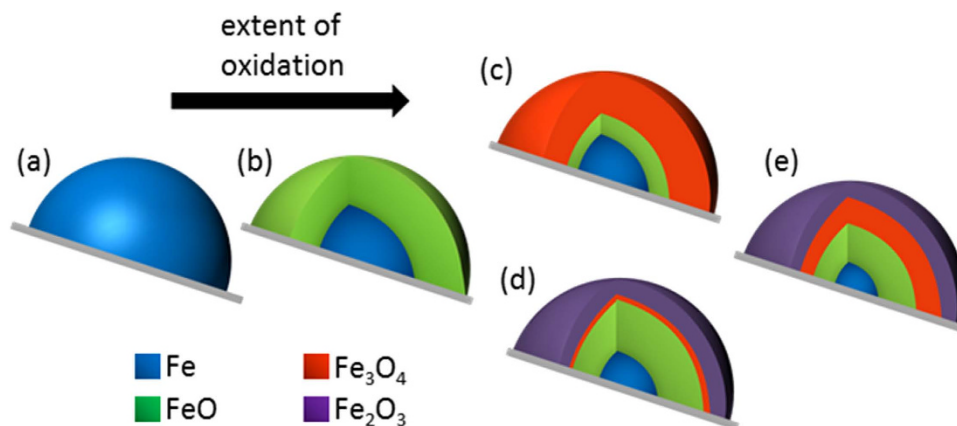 extent of
oxidation
(a)
(b)
(c)
(d)
(e)
Fe
FeO
Fe₃O₄
Fe₂O₃